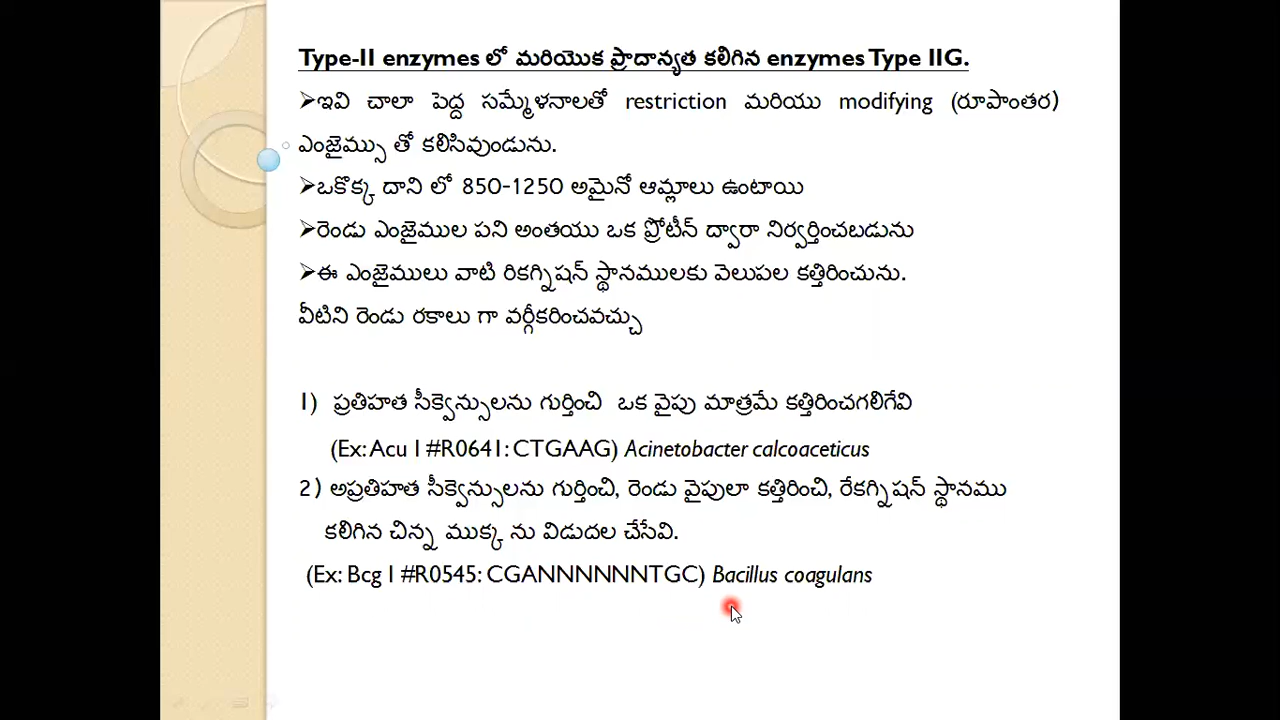 Type-II enzymes లో మరియొక ప్రాదాన్యత కలిగిన enzymes Type IIG.
➢ఇవి చాలా పెద్ద సమ్మేళనాలతో restriction మరియు modifying (రూపాంతర)
ఎంజైమ్సు తో కలిసివుండును.
➢ఒకొక్క దాని లో 850-1250 అమైనో ఆమ్లాలు ఉంటాయి
➢రెండు ఎంజైముల పని అంతయు ఒక ప్రోటీన్ ద్వారా నిర్వర్తించబడును
➢ఈ ఎంజైములు వాటి రికగ్నిషన్ స్థానములకు వెలుపల కత్తిరించును.
వీటిని రెండు రకాలు గా వర్గీకరించవచ్చు
1) ప్రతిహత సీక్వెన్సులను గుర్తించి ఒక వైపు మాత్రమే కత్తిరించగలిగేవి
(Ex: Acu I #R0641: CTGAAG) Acinetobacter calcoaceticus
2) అప్రతిహత సీక్వెన్సులను గుర్తించి, రెండు వైపులా కత్తిరించి, రేకగ్నిషన్ స్థానము
కలిగిన చిన్న ముక్క ను విడుదల చేసేవి.
(Ex: Bcg I #R0545: CGANNNNNNTGC) Bacillus coagulans